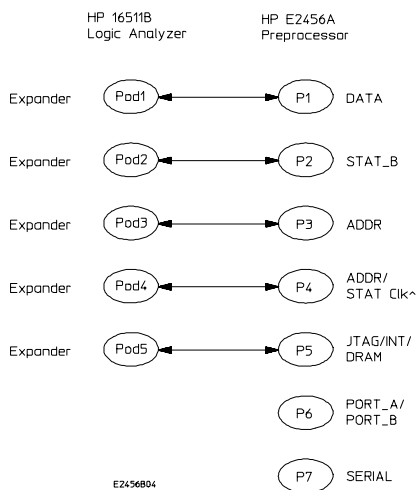 HP 16511B
Logic Analyzer
HP E2456A
Preprocessor
Expander Pod1 P1 DATA
Expander Pod2 P2 STAT_B
Expander Pod3 P3 ADDR
Expander Pod4 P4 ADDR/
STAT Clk^
Expander Pod5 P5 JTAG/INT/
DRAM
P6 PORT_A/
PORT_B
P7 SERIAL
E2456B04